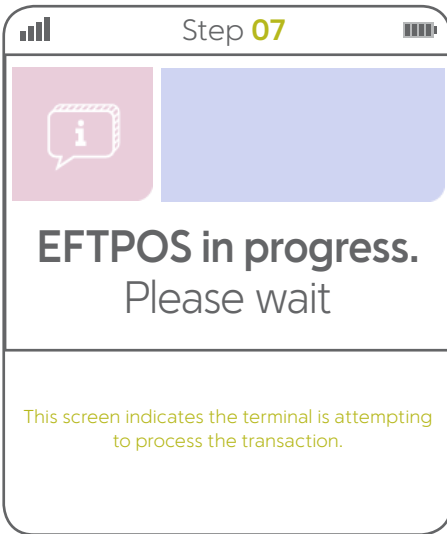 Step 07
EFTPOS in progress.
Please wait
This screen indicates the terminal is attempting
to process the transaction.